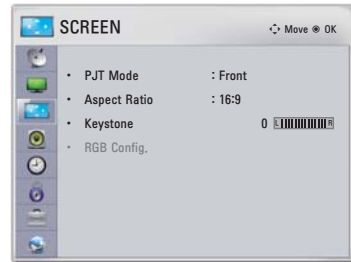 SCREEN Move ◉ OK
• PJT Mode : Front
• Aspect Ratio : 16:9
• Keystone 0 L R
• RGB Config.